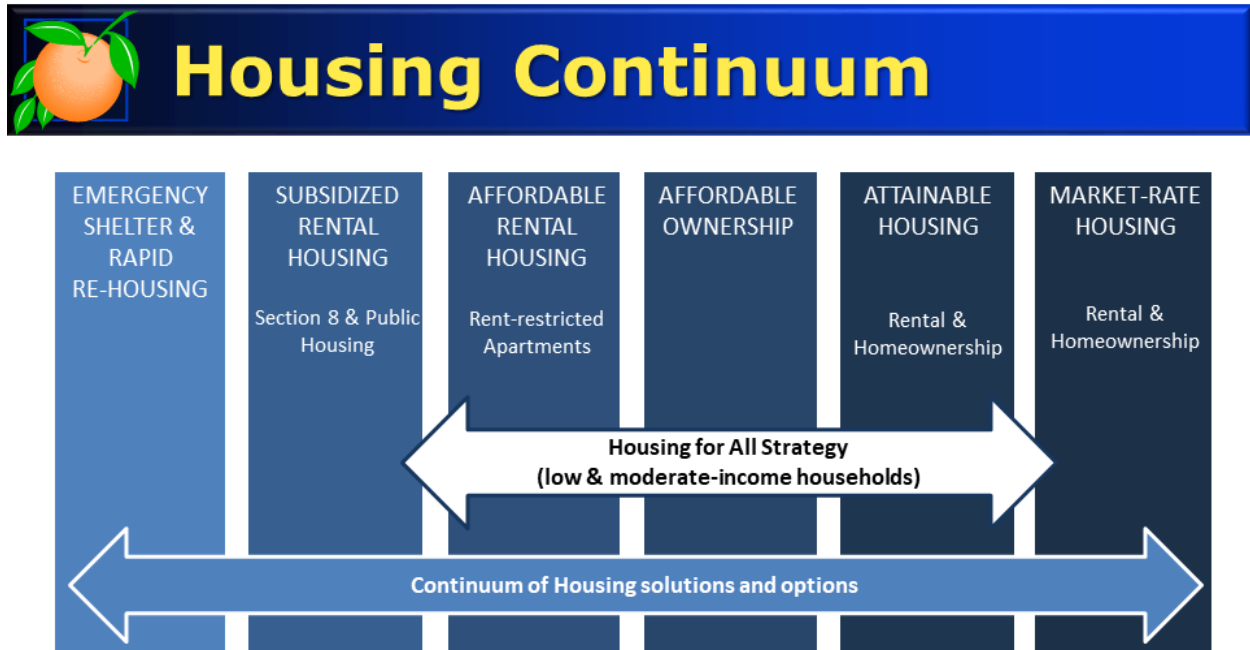 Housing Continuum
EMERGENCY
SHELTER &
RAPID
RE-HOUSING
SUBSIDIZED
RENTAL
HOUSING
Section 8 & Public
Housing
AFFORDABLE
RENTAL
HOUSING
Rent-restricted
Apartments
AFFORDABLE
OWNERSHIP
ATTAINABLE
HOUSING
Rental &
Homeownership
MARKET-RATE
HOUSING
Rental &
Homeownership
Housing for All Strategy
(low & moderate-income households)
Continuum of Housing solutions and options